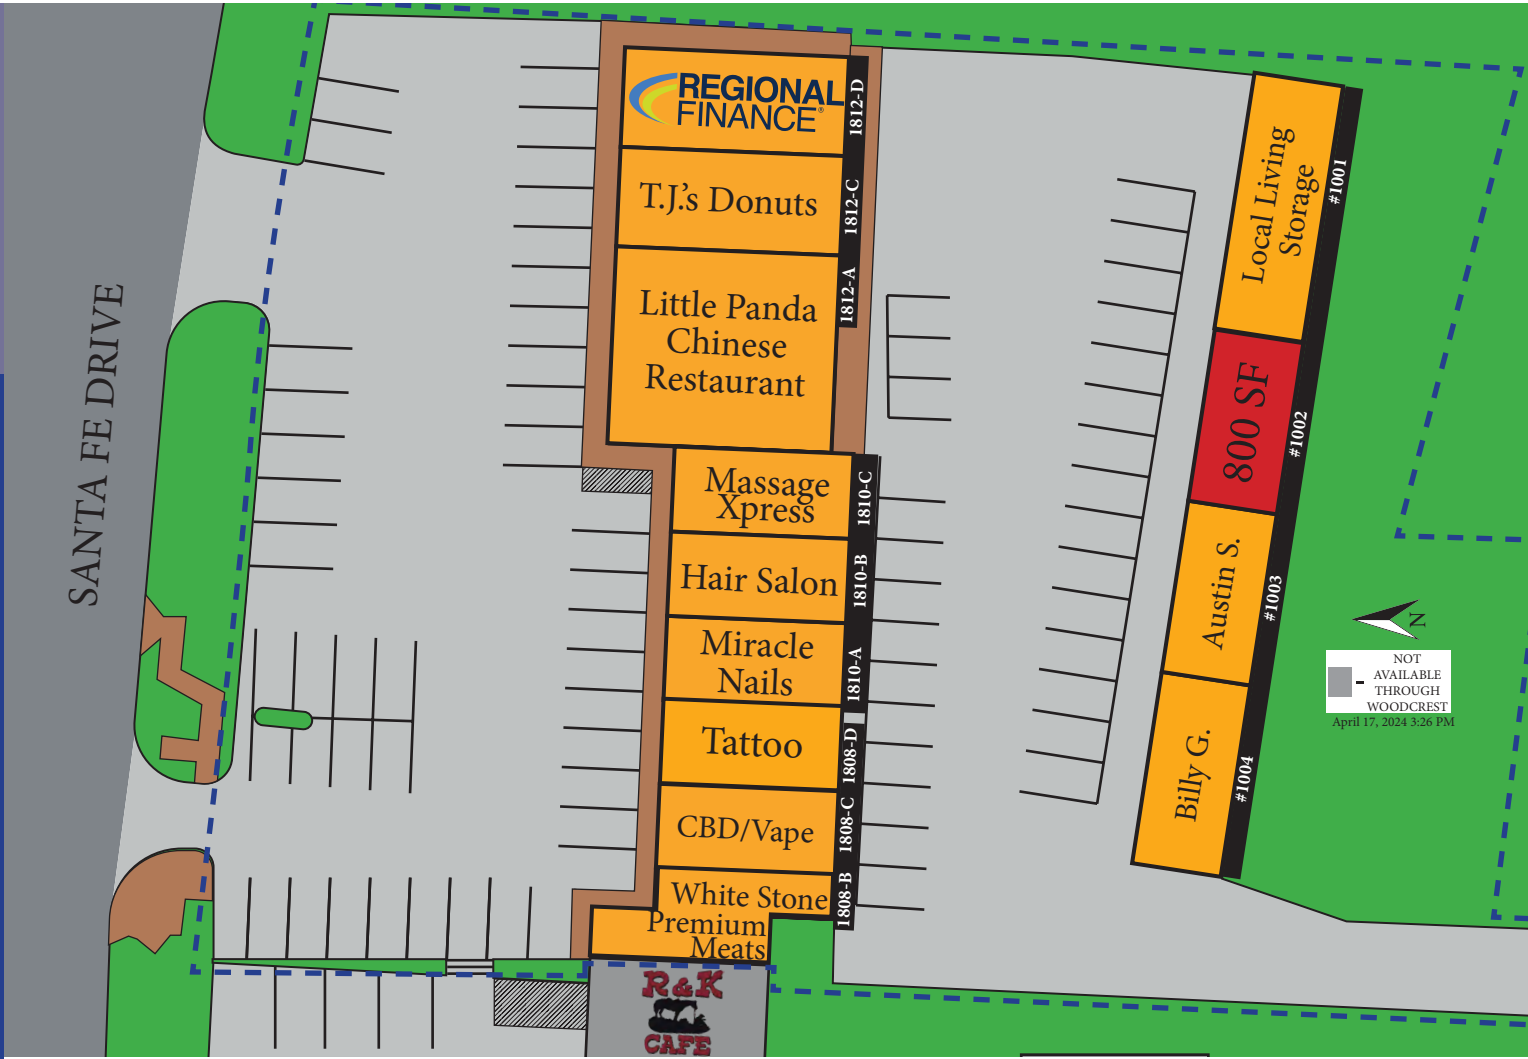 SANTA FE DRIVE
REGIONAL
FINANCE®
1812-D
T.J.'s Donuts
1812-C
Little Panda
Chinese
Restaurant
1812-A
Massage
Xpress
1810-C
Hair Salon
1810-B
Miracle
Nails
1810-A
Tattoo
1808-D
CBD/Vape
1808-C
White Stone
Premium
Meats
1808-B
R&K
CAFE
Local Living
Storage
#1001
800 SF
#1002
Austin S.
#1003
Billy G.
#1004
N
NOT
AVAILABLE
THROUGH
WOODCREST
April 17, 2024 3:26 PM